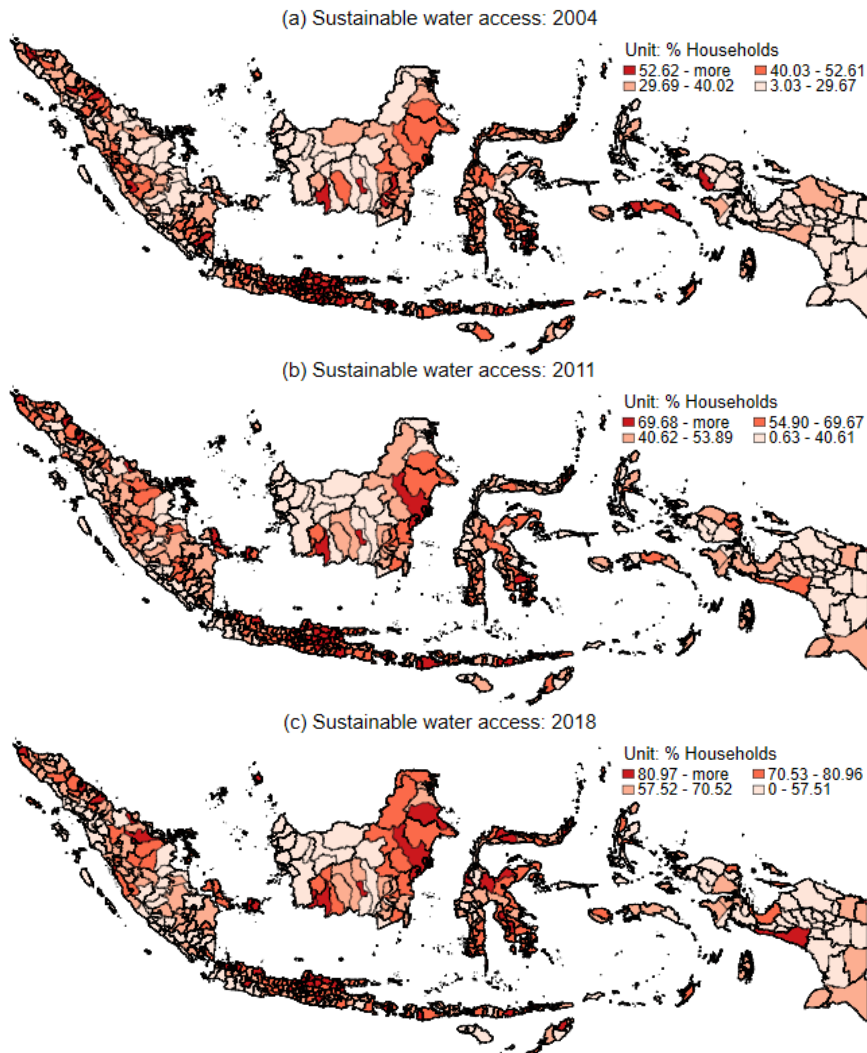 (a) Sustainable water access: 2004
Unit: % Households
52.62 - more 40.03 - 52.61
29.69 - 40.02 3.03 - 29.67
(b) Sustainable water access: 2011
Unit: % Households
69.68 - more 54.90 - 69.67
40.62 - 53.89 0.63 - 40.61
(c) Sustainable water access: 2018
Unit: % Households
80.97 - more 70.53 - 80.96
57.52 - 70.52 0 - 57.51